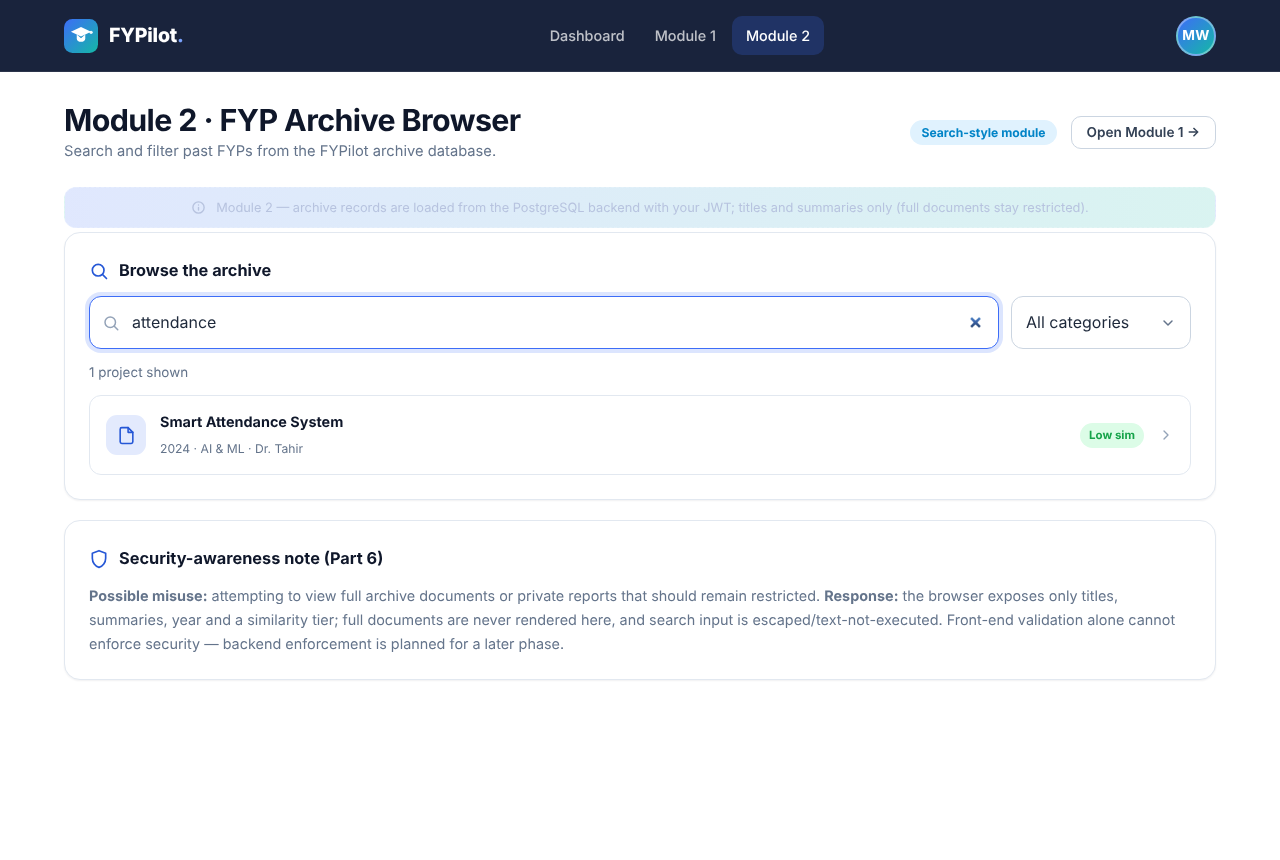 FYPilot.
Dashboard
Module 1
Module 2
MW
Module 2 · FYP Archive Browser
Search and filter past FYPs from the FYPilot archive database.
Search-style module
Open Module 1 →
Module 2 — archive records are loaded from the PostgreSQL backend with your JWT; titles and summaries only (full documents stay restricted).
Browse the archive
attendance
All categories
1 project shown
Smart Attendance System
2024 · AI & ML · Dr. Tahir
Low sim
Security-awareness note (Part 6)
Possible misuse: attempting to view full archive documents or private reports that should remain restricted. Response: the browser exposes only titles,
summaries, year and a similarity tier; full documents are never rendered here, and search input is escaped/text-not-executed. Front-end validation alone cannot
enforce security — backend enforcement is planned for a later phase.